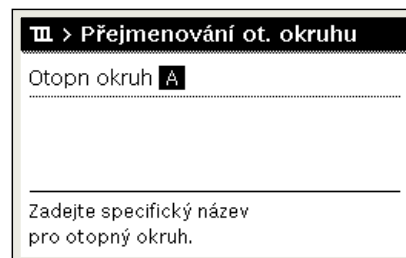 > Přejmenování ot. okruhu
Otopn okruh A
Zadejte specifický název
pro otopný okruh.